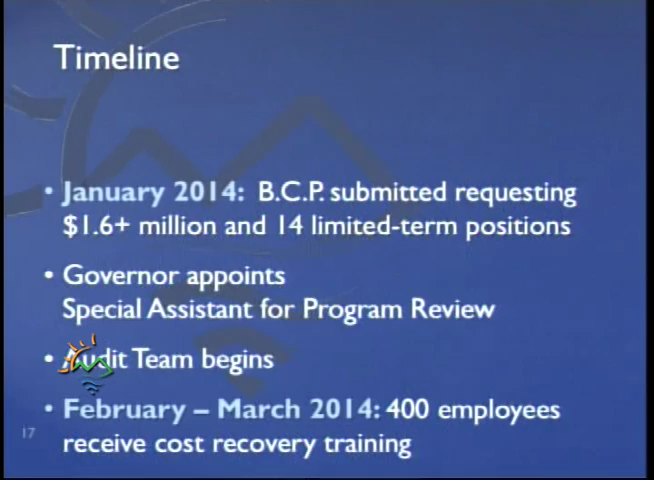 Timeline
• January 2014: B.C.P. submitted requesting
$1.6+ million and 14 limited-term positions
• Governor appoints
Special Assistant for Program Review
• Audit Team begins
• February – March 2014: 400 employees
receive cost recovery training
17